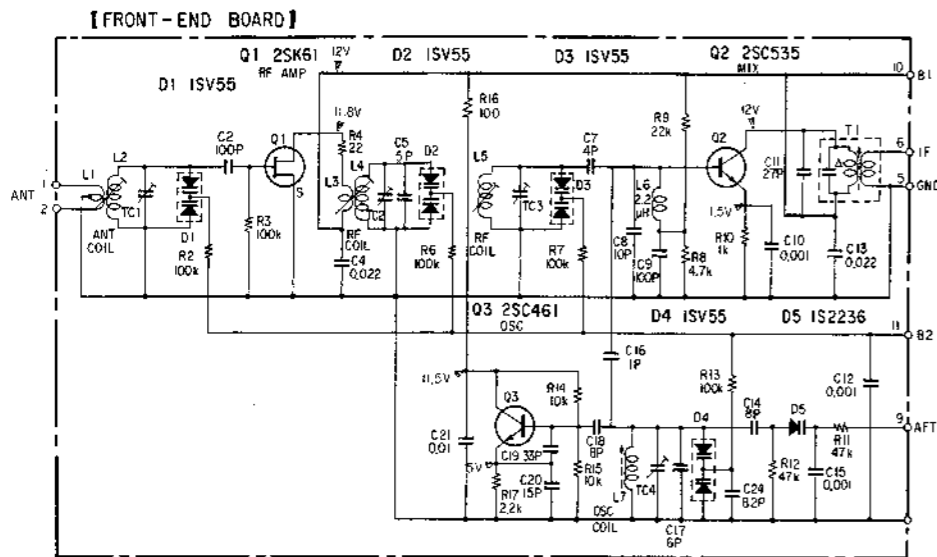 [FRONT-END BOARD]
Q1 2SK61
RF AMP
12V
D2 1SV55
D3 1SV55
Q2 2SC535
MIX
10
B1
D1 1SV55
R16
100
11.8V
R4
22
R9
22k
12V
T1
6
IF
5
GND
C2
100P
Q1
S
L1
L2
L3
L4
C5
5P
D2
L5
C7
4P
Q2
C11
27P
ANT
1
2
TC1
ANT
COIL
D1
R2
100k
R3
100k
TC2
RF
COIL
C4
0.022
R6
100k
TC3
RF
COIL
D3
R7
100k
L6
2.2
μH
C8
10P
C9
100P
R8
4.7k
1.5V
R10
1k
C10
0.001
C13
0.022
Q3 2SC461
OSC
D4 1SV55
D5 1S2236
11
B2
C16
1P
R13
100k
C12
0.001
11.5V
R14
10k
Q3
C14
8P
D5
9
AFT
C21
0.01
C19 33P
C18
8P
D4
R11
47k
5V
C20
15P
R15
10k
R17
2.2k
L7
TC4
C24
82P
R12
47k
C15
0.001
OSC
COIL
C17
6P